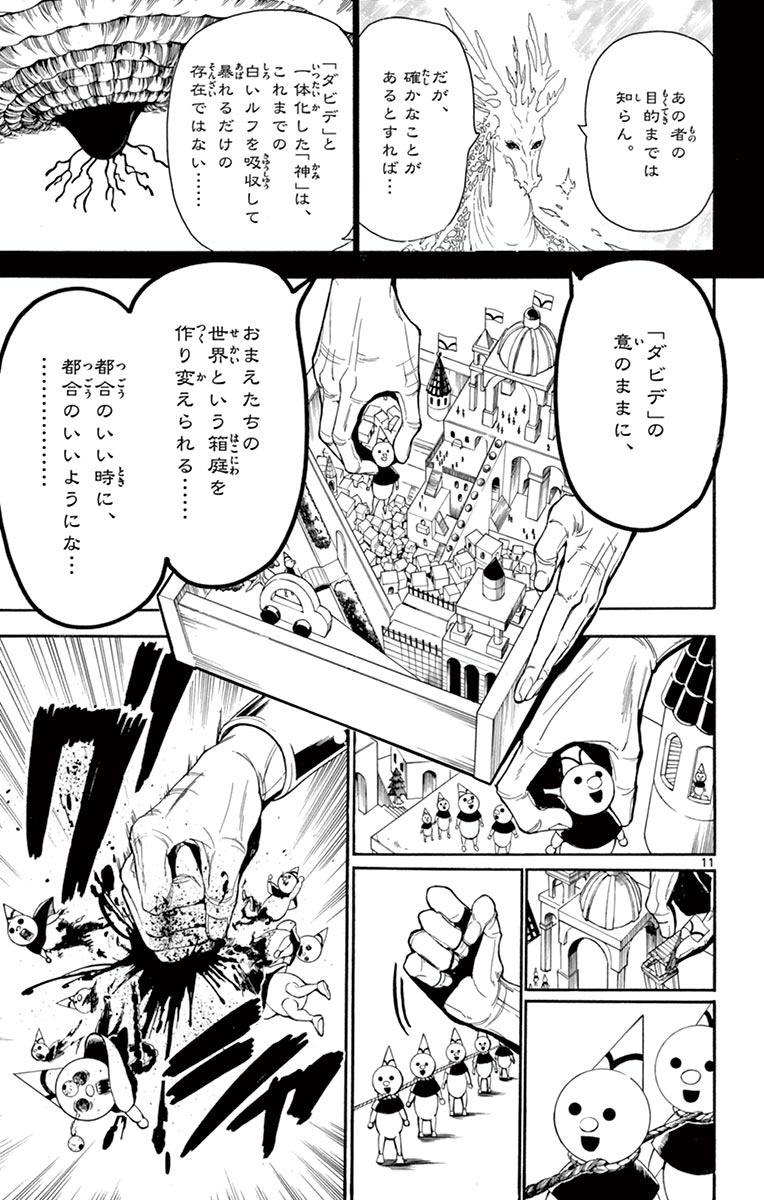 あの者の
目的までは
知らん。
だが、
確かなことが
あるとすれば…
「ダビデ」と
一体化した「神」は、
これまでの
白いルフを吸収して
暴れるだけの
存在ではない……
「ダビデ」の
意のままに、
おまえたちの
世界という箱庭を
作り変えられる……
都合のいい時に、
都合のいいようにな…
………………
11
グシャ